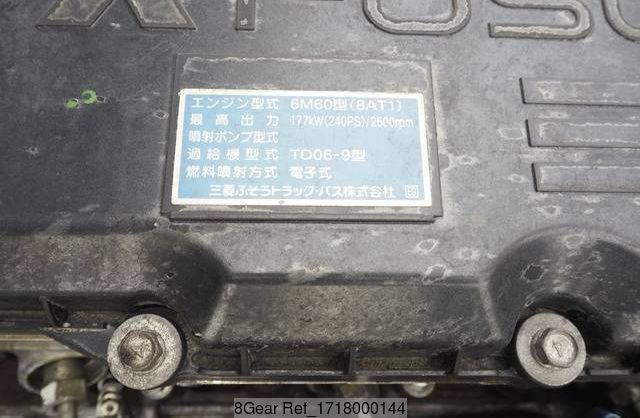 エンジン型式 6M60型(8AT1)
最高出力 177kW(240PS)/2500rpm
噴射ポンプ型式
過給機型式 TD06-9型
燃料噴射方式 電子式
三菱ふそうトラック・バス株式会社
8Gear Ref_1718000144